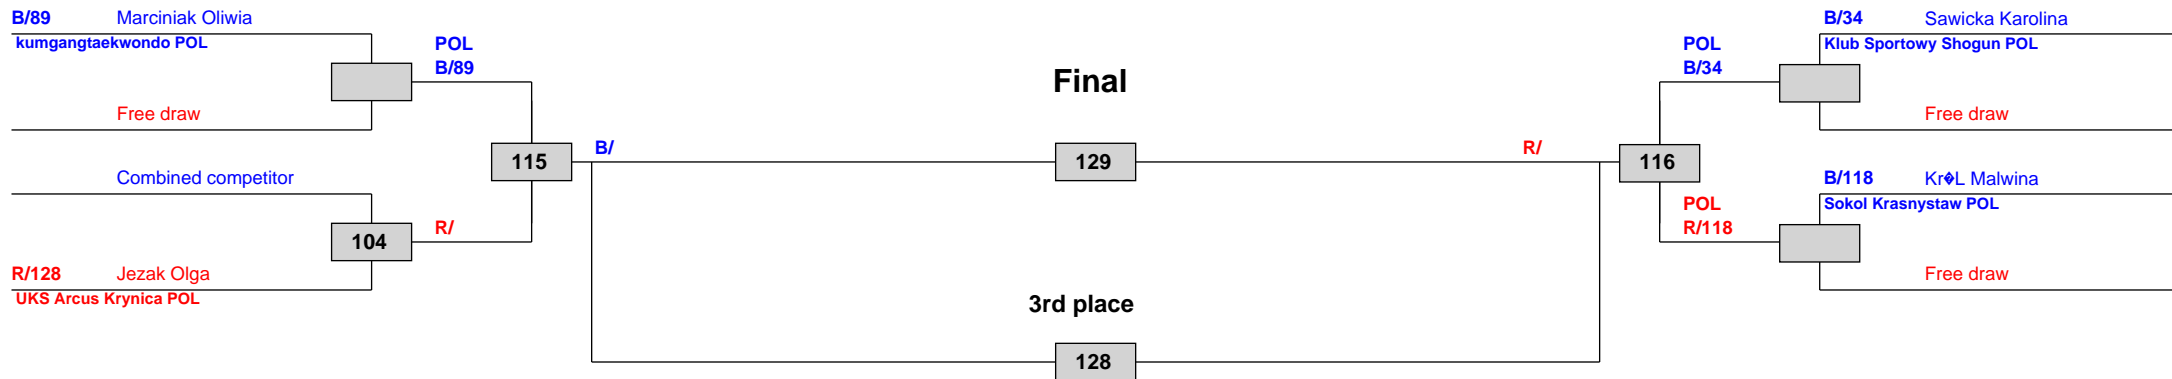 B/89 Marciniak Oliwia
kumgangtaekwondo POL
POL
B/89
Free draw
Combined competitor
115
B/
104
R/
R/128 Jezak Olga
UKS Arcus Krynica POL
Final
129
R/
3rd place
128
B/34 Sawicka Karolina
Klub Sportowy Shogun POL
POL
B/34
Free draw
116
B/118 Kr�L Malwina
Sokol Krasnystaw POL
POL
R/118
Free draw